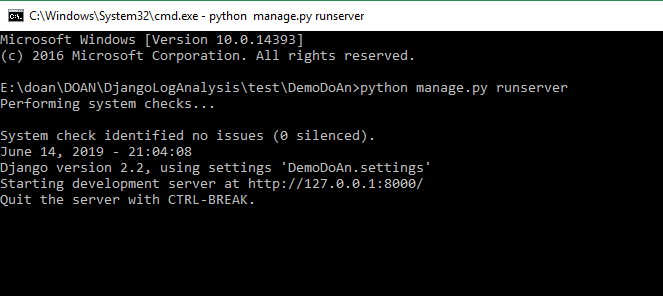 C:\Windows\System32\cmd.exe - python  manage.py runserver
Microsoft Windows [Version 10.0.14393]
(c) 2016 Microsoft Corporation. All rights reserved.
E:\doan\DOAN\DjangoLogAnalysis\test\DemoDoAn>python manage.py runserver
Performing system checks...
System check identified no issues (0 silenced).
June 14, 2019 - 21:04:08
Django version 2.2, using settings 'DemoDoAn.settings'
Starting development server at http://127.0.0.1:8000/
Quit the server with CTRL-BREAK.